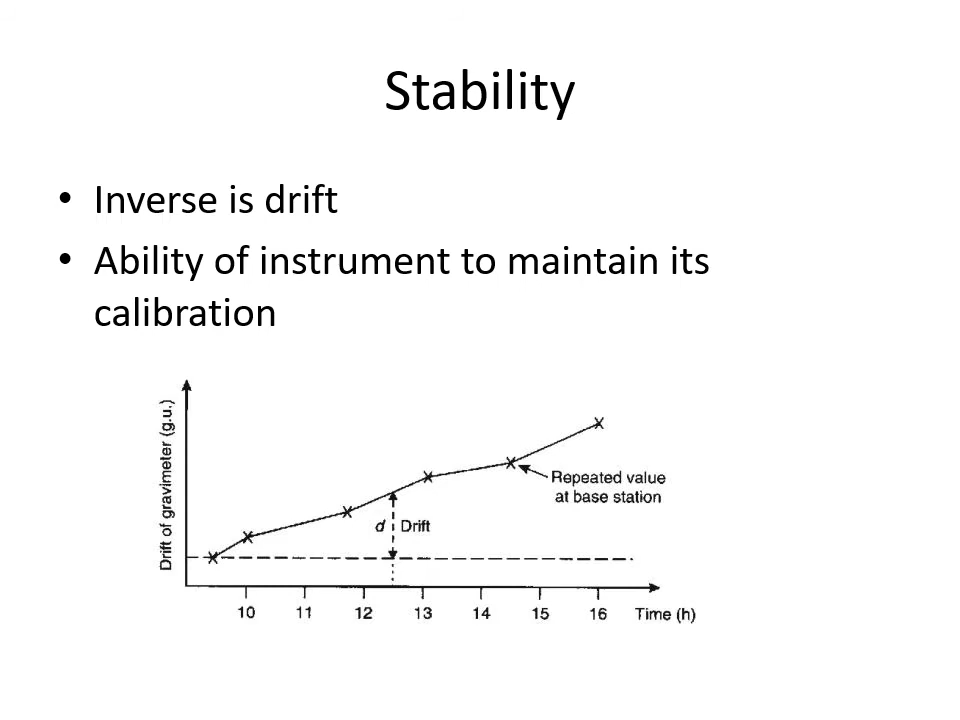 Stability
• Inverse is drift
• Ability of instrument to maintain its
calibration
Drift of gravimeter (g.u.)
Repeated value
at base station
d Drift
10 11 12 13 14 15 16 Time (h)